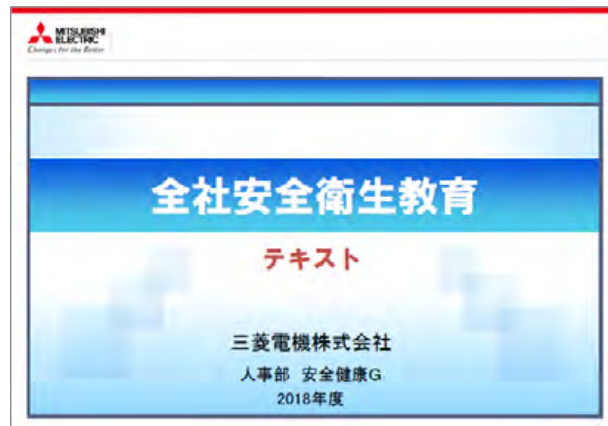 MITSUBISHI
ELECTRIC
Changes for the Better
全社安全衛生教育
テキスト
三菱電機株式会社
人事部 安全健康G
2018年度